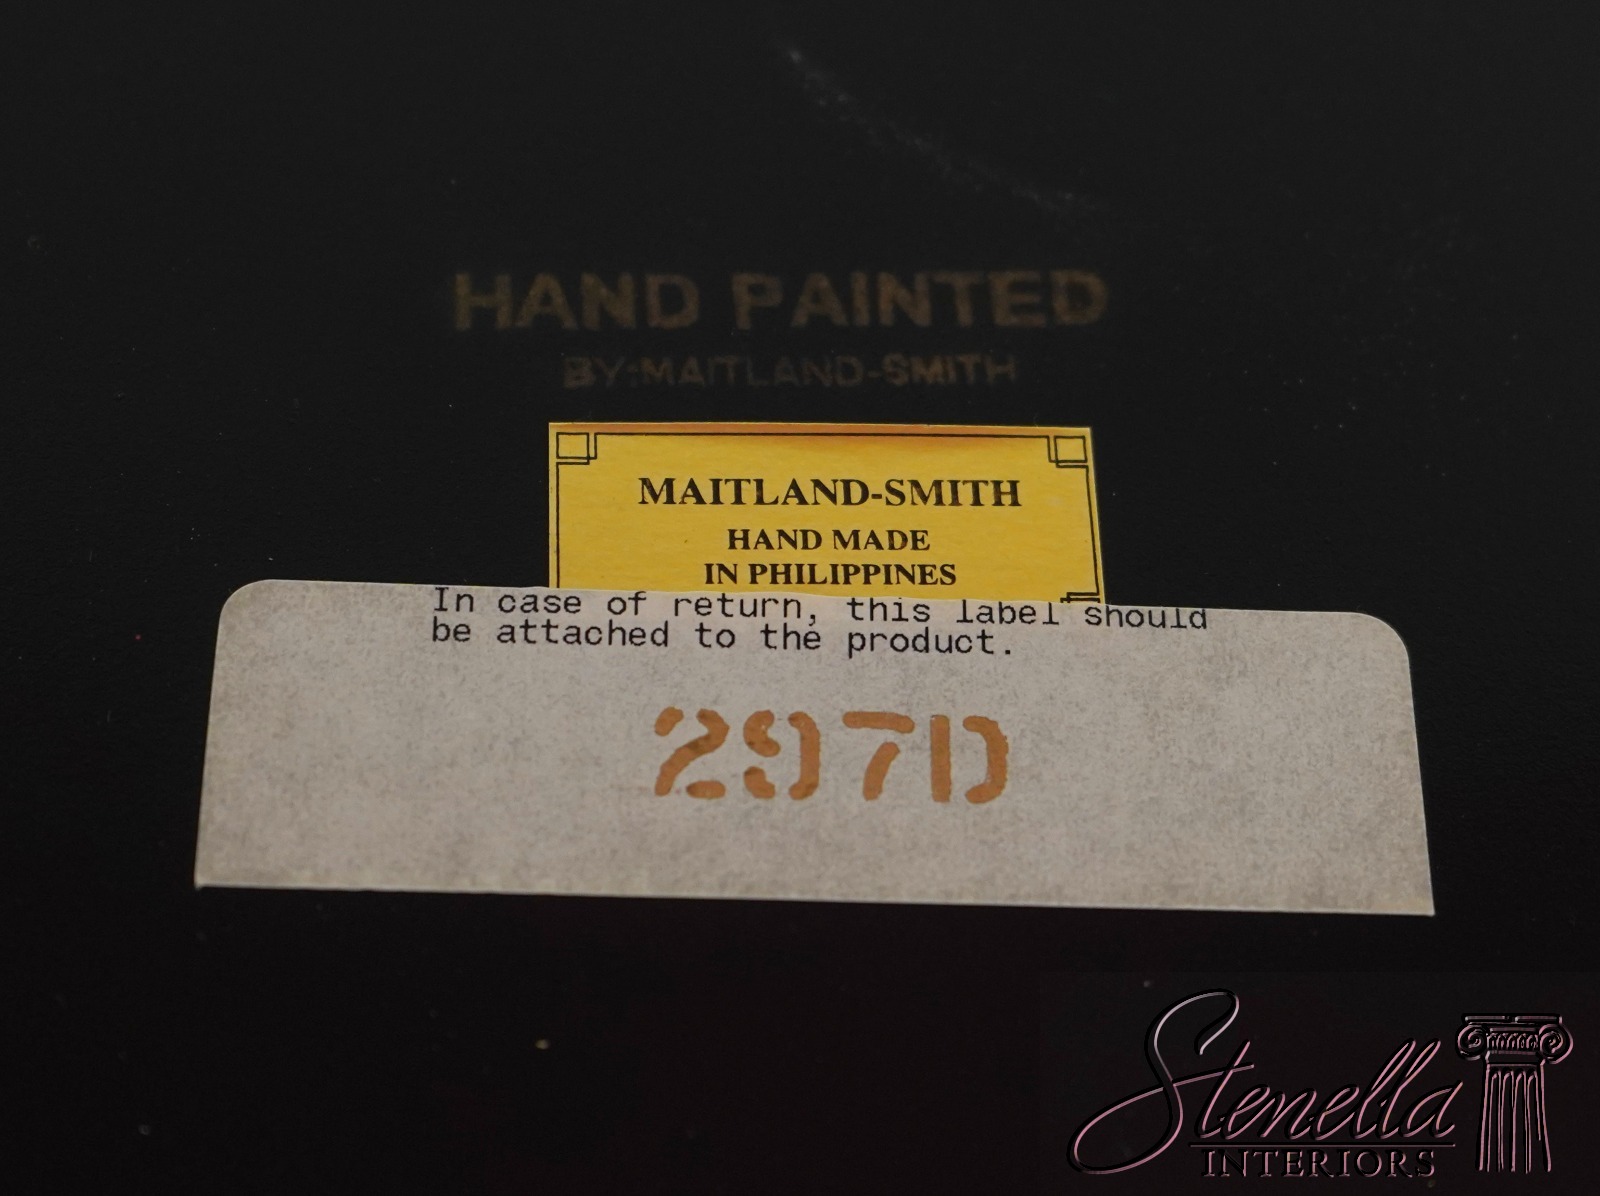 HAND PAINTED
BY:MAITLAND-SMITH
MAITLAND-SMITH
HAND MADE
IN PHILIPPINES
In case of return, this label should
be attached to the product.
297D
Stenella
INTERIORS